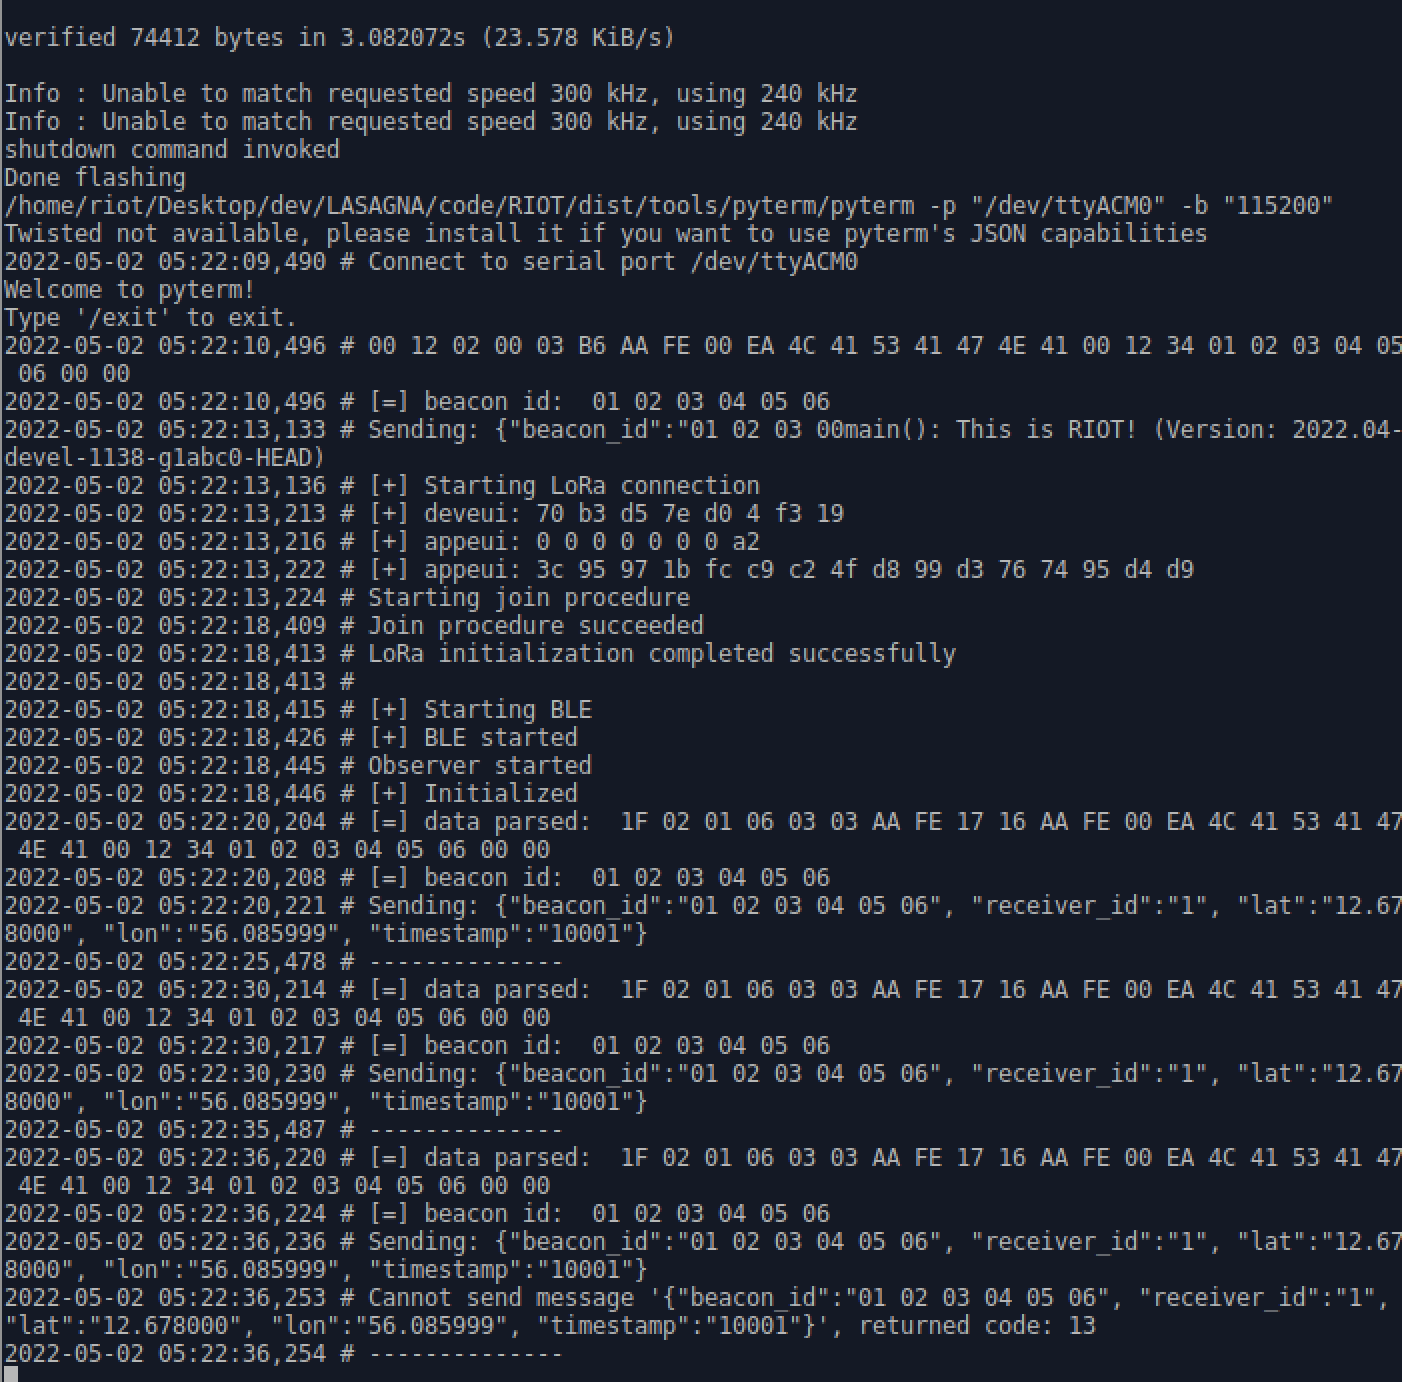 verified 74412 bytes in 3.082072s (23.578 KiB/s)
Info : Unable to match requested speed 300 kHz, using 240 kHz
Info : Unable to match requested speed 300 kHz, using 240 kHz
shutdown command invoked
Done flashing
/home/riot/Desktop/dev/LASAGNA/code/RIOT/dist/tools/pyterm/pyterm -p "/dev/ttyACM0" -b "115200"
Twisted not available, please install it if you want to use pyterm's JSON capabilities
2022-05-02 05:22:09,490 # Connect to serial port /dev/ttyACM0
Welcome to pyterm!
Type '/exit' to exit.
2022-05-02 05:22:10,496 # 00 12 02 00 03 B6 AA FE 00 EA 4C 41 53 41 47 4E 41 00 12 34 01 02 03 04 05
 06 00 00
2022-05-02 05:22:10,496 # [=] beacon id:  01 02 03 04 05 06
2022-05-02 05:22:13,133 # Sending: {"beacon_id":"01 02 03 00main(): This is RIOT! (Version: 2022.04-
devel-1138-g1abc0-HEAD)
2022-05-02 05:22:13,136 # [+] Starting LoRa connection
2022-05-02 05:22:13,213 # [+] deveui: 70 b3 d5 7e d0 4 f3 19
2022-05-02 05:22:13,216 # [+] appeui: 0 0 0 0 0 0 0 a2
2022-05-02 05:22:13,222 # [+] appeui: 3c 95 97 1b fc c9 c2 4f d8 99 d3 76 74 95 d4 d9
2022-05-02 05:22:13,224 # Starting join procedure
2022-05-02 05:22:18,409 # Join procedure succeeded
2022-05-02 05:22:18,413 # LoRa initialization completed successfully
2022-05-02 05:22:18,413 #
2022-05-02 05:22:18,415 # [+] Starting BLE
2022-05-02 05:22:18,426 # [+] BLE started
2022-05-02 05:22:18,445 # Observer started
2022-05-02 05:22:18,446 # [+] Initialized
2022-05-02 05:22:20,204 # [=] data parsed:  1F 02 01 06 03 03 AA FE 17 16 AA FE 00 EA 4C 41 53 41 47
 4E 41 00 12 34 01 02 03 04 05 06 00 00
2022-05-02 05:22:20,208 # [=] beacon id:  01 02 03 04 05 06
2022-05-02 05:22:20,221 # Sending: {"beacon_id":"01 02 03 04 05 06", "receiver_id":"1", "lat":"12.67
8000", "lon":"56.085999", "timestamp":"10001"}
2022-05-02 05:22:25,478 # --------------
2022-05-02 05:22:30,214 # [=] data parsed:  1F 02 01 06 03 03 AA FE 17 16 AA FE 00 EA 4C 41 53 41 47
 4E 41 00 12 34 01 02 03 04 05 06 00 00
2022-05-02 05:22:30,217 # [=] beacon id:  01 02 03 04 05 06
2022-05-02 05:22:30,230 # Sending: {"beacon_id":"01 02 03 04 05 06", "receiver_id":"1", "lat":"12.67
8000", "lon":"56.085999", "timestamp":"10001"}
2022-05-02 05:22:35,487 # --------------
2022-05-02 05:22:36,220 # [=] data parsed:  1F 02 01 06 03 03 AA FE 17 16 AA FE 00 EA 4C 41 53 41 47
 4E 41 00 12 34 01 02 03 04 05 06 00 00
2022-05-02 05:22:36,224 # [=] beacon id:  01 02 03 04 05 06
2022-05-02 05:22:36,236 # Sending: {"beacon_id":"01 02 03 04 05 06", "receiver_id":"1", "lat":"12.67
8000", "lon":"56.085999", "timestamp":"10001"}
2022-05-02 05:22:36,253 # Cannot send message '{"beacon_id":"01 02 03 04 05 06", "receiver_id":"1",
"lat":"12.678000", "lon":"56.085999", "timestamp":"10001"}', returned code: 13
2022-05-02 05:22:36,254 # --------------